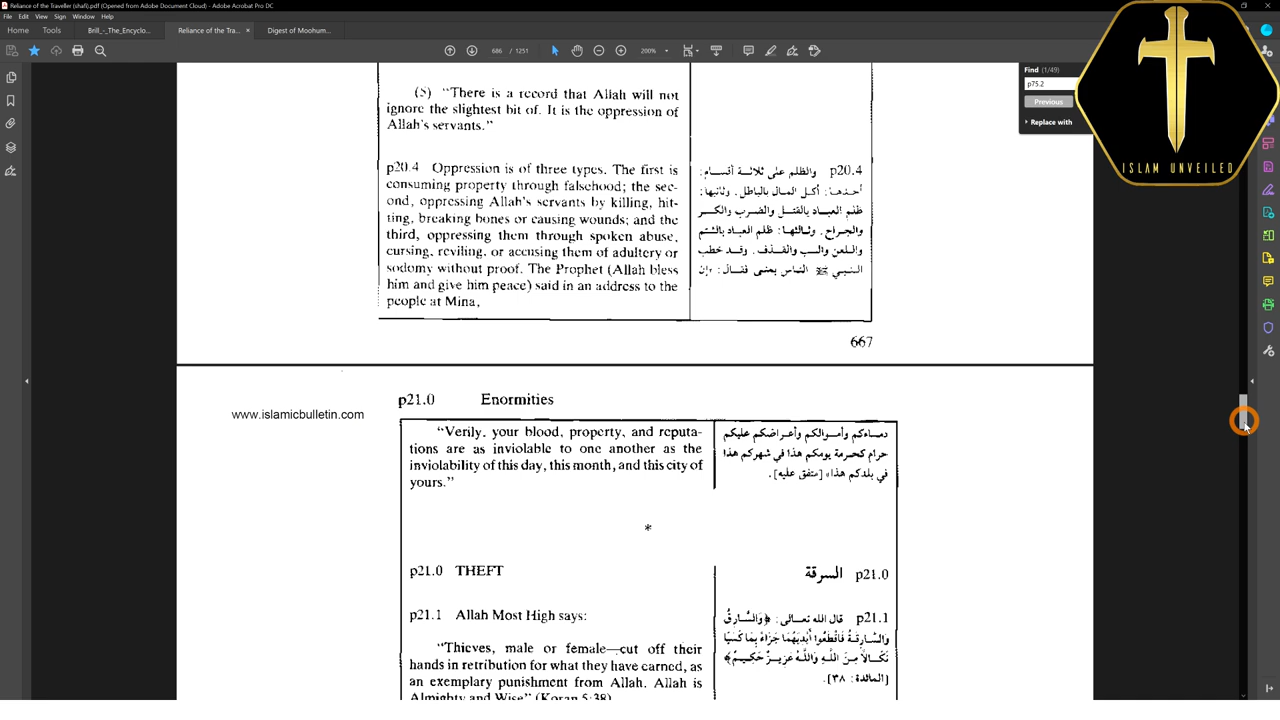 Reliance of the Traveller (shafi).pdf (Opened from Adobe Document Cloud) - Adobe Acrobat Pro DC
File Edit View Sign Window Help
Home Tools Brill_-_The_Encyclo... Reliance of the Tra... × Digest of Moohum...
686 / 1251 200%
Find (1/49)
p75.2
Previous
Replace with
ISLAM UNVEILED
(5) "There is a record that Allah will not
ignore the slightest bit of. It is the oppression of
Allah's servants."
p20.4 Oppression is of three types. The first is
consuming property through falschood; the sec-
ond, oppressing Allah's servants by killing, hit-
ting, breaking bones or causing wounds; and the
third, oppressing them through spoken abuse,
cursing, reviling, or accusing them of adultery or
sodomy without proof. The Prophet (Allah bless
him and give him peace) said in an address to the
people at Mina,
p20.4 والظلم على ثلاثة أقسام:
أحدها: أكل المال بالباطل. وثانيها:
ظلم العباد بالقتل والضرب والكسر
والجراح. وثالثها: ظلم العباد بالشتم
واللعن والسب والقذف. وقد خطب
النبي ﷺ الناس بمنى فقال: «إن
667
p21.0 Enormities
www.islamicbulletin.com
"Verily, your blood, property, and reputa-
tions are as inviolable to one another as the
inviolability of this day, this month, and this city of
yours."
دماءكم وأموالكم وأعراضكم عليكم
حرام كحرمة يومكم هذا في شهركم هذا
في بلدكم هذا» [متفق عليه].
*
p21.0 THEFT
p21.0 السرقة
p21.1 Allah Most High says:
"Thieves, male or female—cut off their
hands in retribution for what they have earned, as
an exemplary punishment from Allah. Allah is
Almighty and Wise" (Koran 5:38)
p21.1 قال الله تعالى: ﴿وَالسَّارِقُ
وَالسَّارِقَةُ فَاقْطَعُوا أَيْدِيَهُمَا جَزَاءً بِمَا كَسَبَا
نَكَالاً مِنَ اللَّهِ وَاللَّهُ عَزِيزٌ حَكِيمٌ﴾
[المائدة: ٣٨].